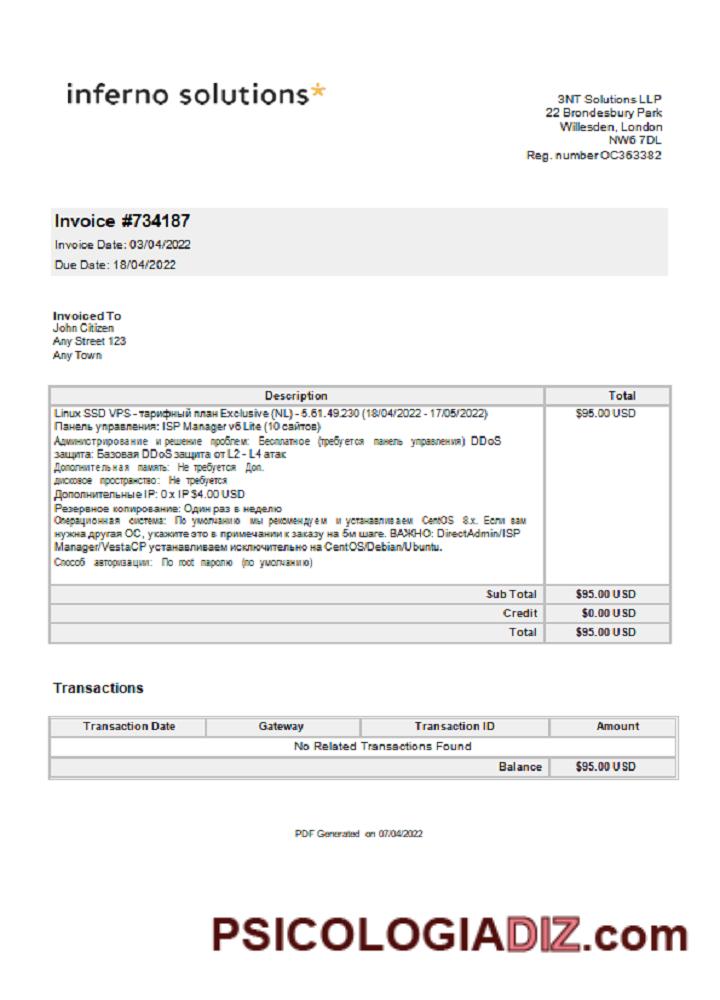 inferno solutions*
3NT Solutions LLP
22 Brondesbury Park
Willesden, London
NW6 7DL
Reg. number OC363382
Invoice #734187
Invoice Date: 03/04/2022
Due Date: 18/04/2022
Invoiced To
John Citizen
Any Street 123
Any Town
Description Total
Linux SSD VPS - тарифный план Exclusive (NL) - 5.61.49.230 (18/04/2022 - 17/05/2022) $95.00 USD
Панель управления: ISP Manager v6 Lite (10 сайтов)
Администрирование и решение проблем: Бесплатное (требуется панель управления) DDoS
защита: Базовая DDoS защита от L2 - L4 атак
Дополнительная память: Не требуется Доп.
дисковое пространство: Не требуется
Дополнительные IP: 0 x IP $4.00 USD
Резервное копирование: Один раз в неделю
Операционная система: По умолчанию мы рекомендуем и устанавливаем CentOS 8.x. Если вам
нужна другая ОС, укажите это в примечании к заказу на 5м шаге. ВАЖНО: DirectAdmin/ISP
Manager/VestaCP устанавливаем исключительно на CentOS/Debian/Ubuntu.
Способ авторизации: По root паролю (по умолчанию)
Sub Total $95.00 USD
Credit $0.00 USD
Total $95.00 USD
Transactions
Transaction Date Gateway Transaction ID Amount
No Related Transactions Found
Balance $95.00 USD
PDF Generated on 07/04/2022
PSICOLOGIADIZ.com